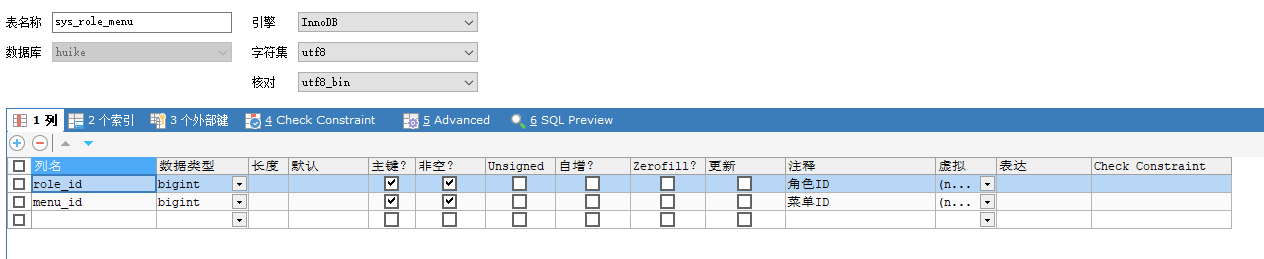 表名称 sys_role_menu 引擎 InnoDB
数据库 huike 字符集 utf8
核对 utf8_bin
1 列 2 个索引 3 个外部键 4 Check Constraint 5 Advanced 6 SQL Preview
列名 数据类型 长度 默认 主键? 非空? Unsigned 自增? Zerofill? 更新 注释 虚拟 表达 Check Constraint
role_id bigint 角色ID (n...
menu_id bigint 菜单ID (n...